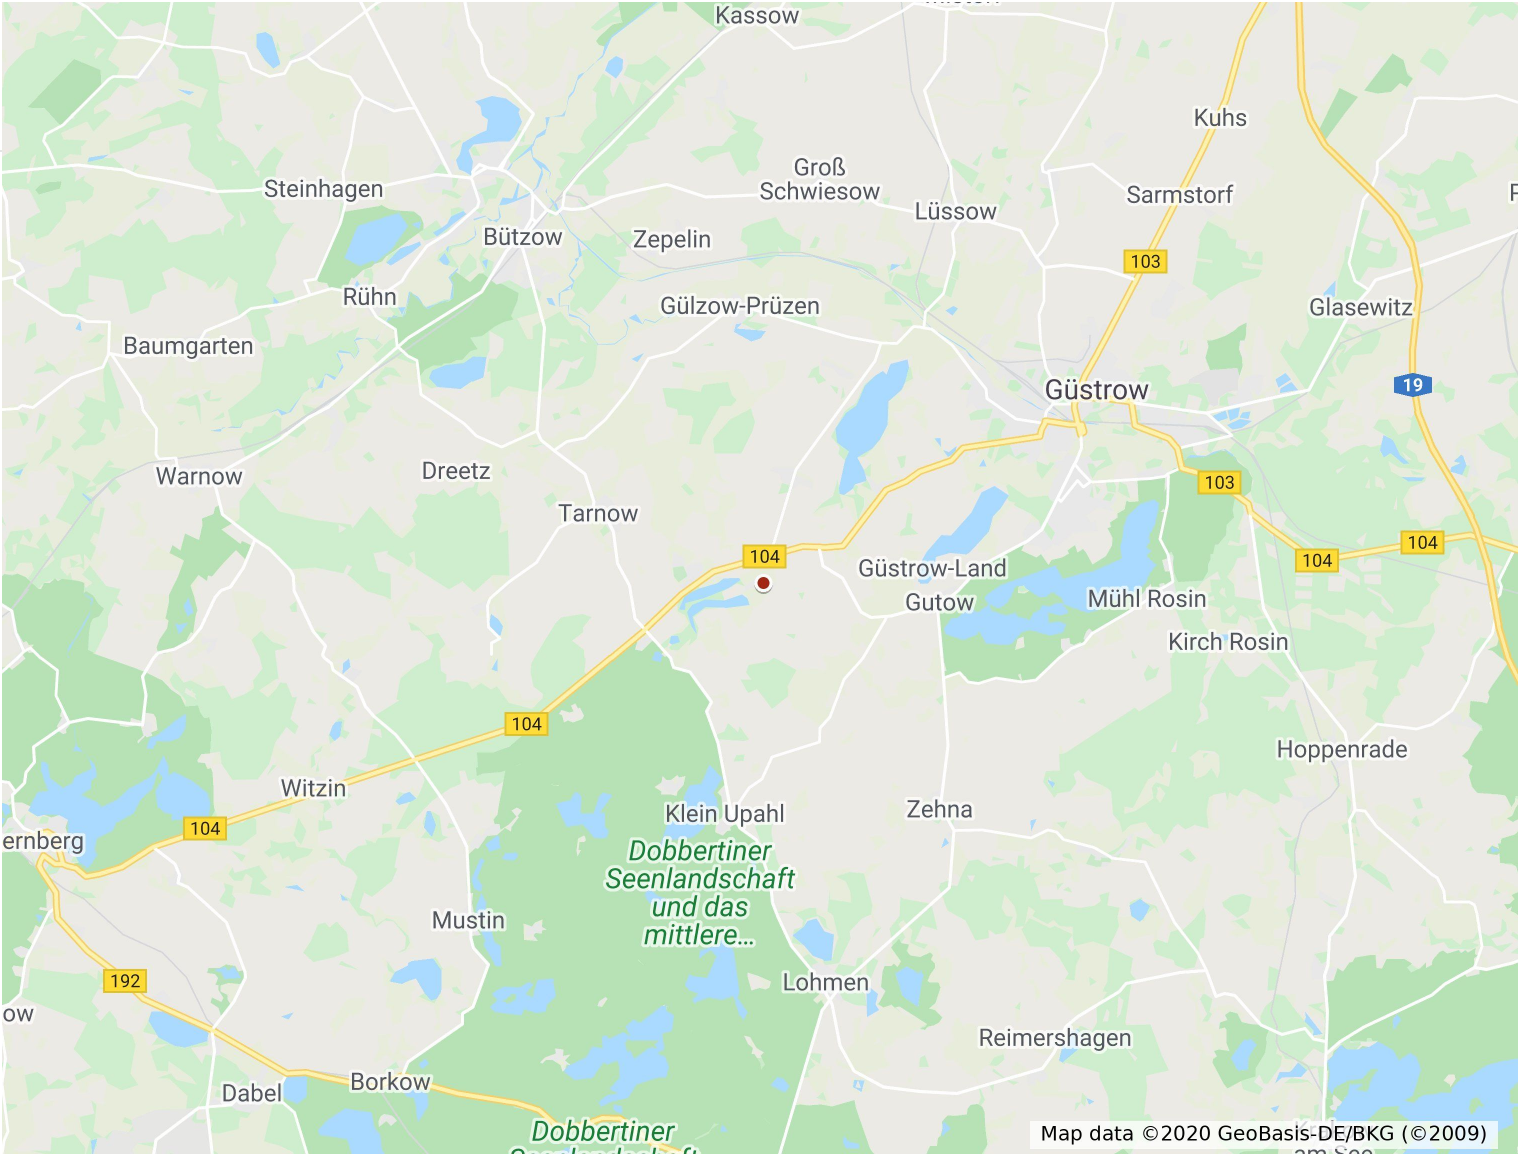 Kassow
Kuhs
Groß
Schwiesow
Steinhagen
Sarmstorf
Lüssow
Bützow
Zepelin
103
Rühn
Gülzow-Prüzen
Glasewitz
Baumgarten
Güstrow
19
Dreetz
Warnow
103
Tarnow
104
104
104
Güstrow-Land
Gutow
Mühl Rosin
Kirch Rosin
104
Hoppenrade
Witzin
Klein Upahl
Zehna
104
ernberg
Dobbertiner
Seenlandschaft
und das
mittlere...
Mustin
192
Lohmen
ow
Reimershagen
Borkow
Dabel
Dobbertiner
Map data ©2020 GeoBasis-DE/BKG (©2009)